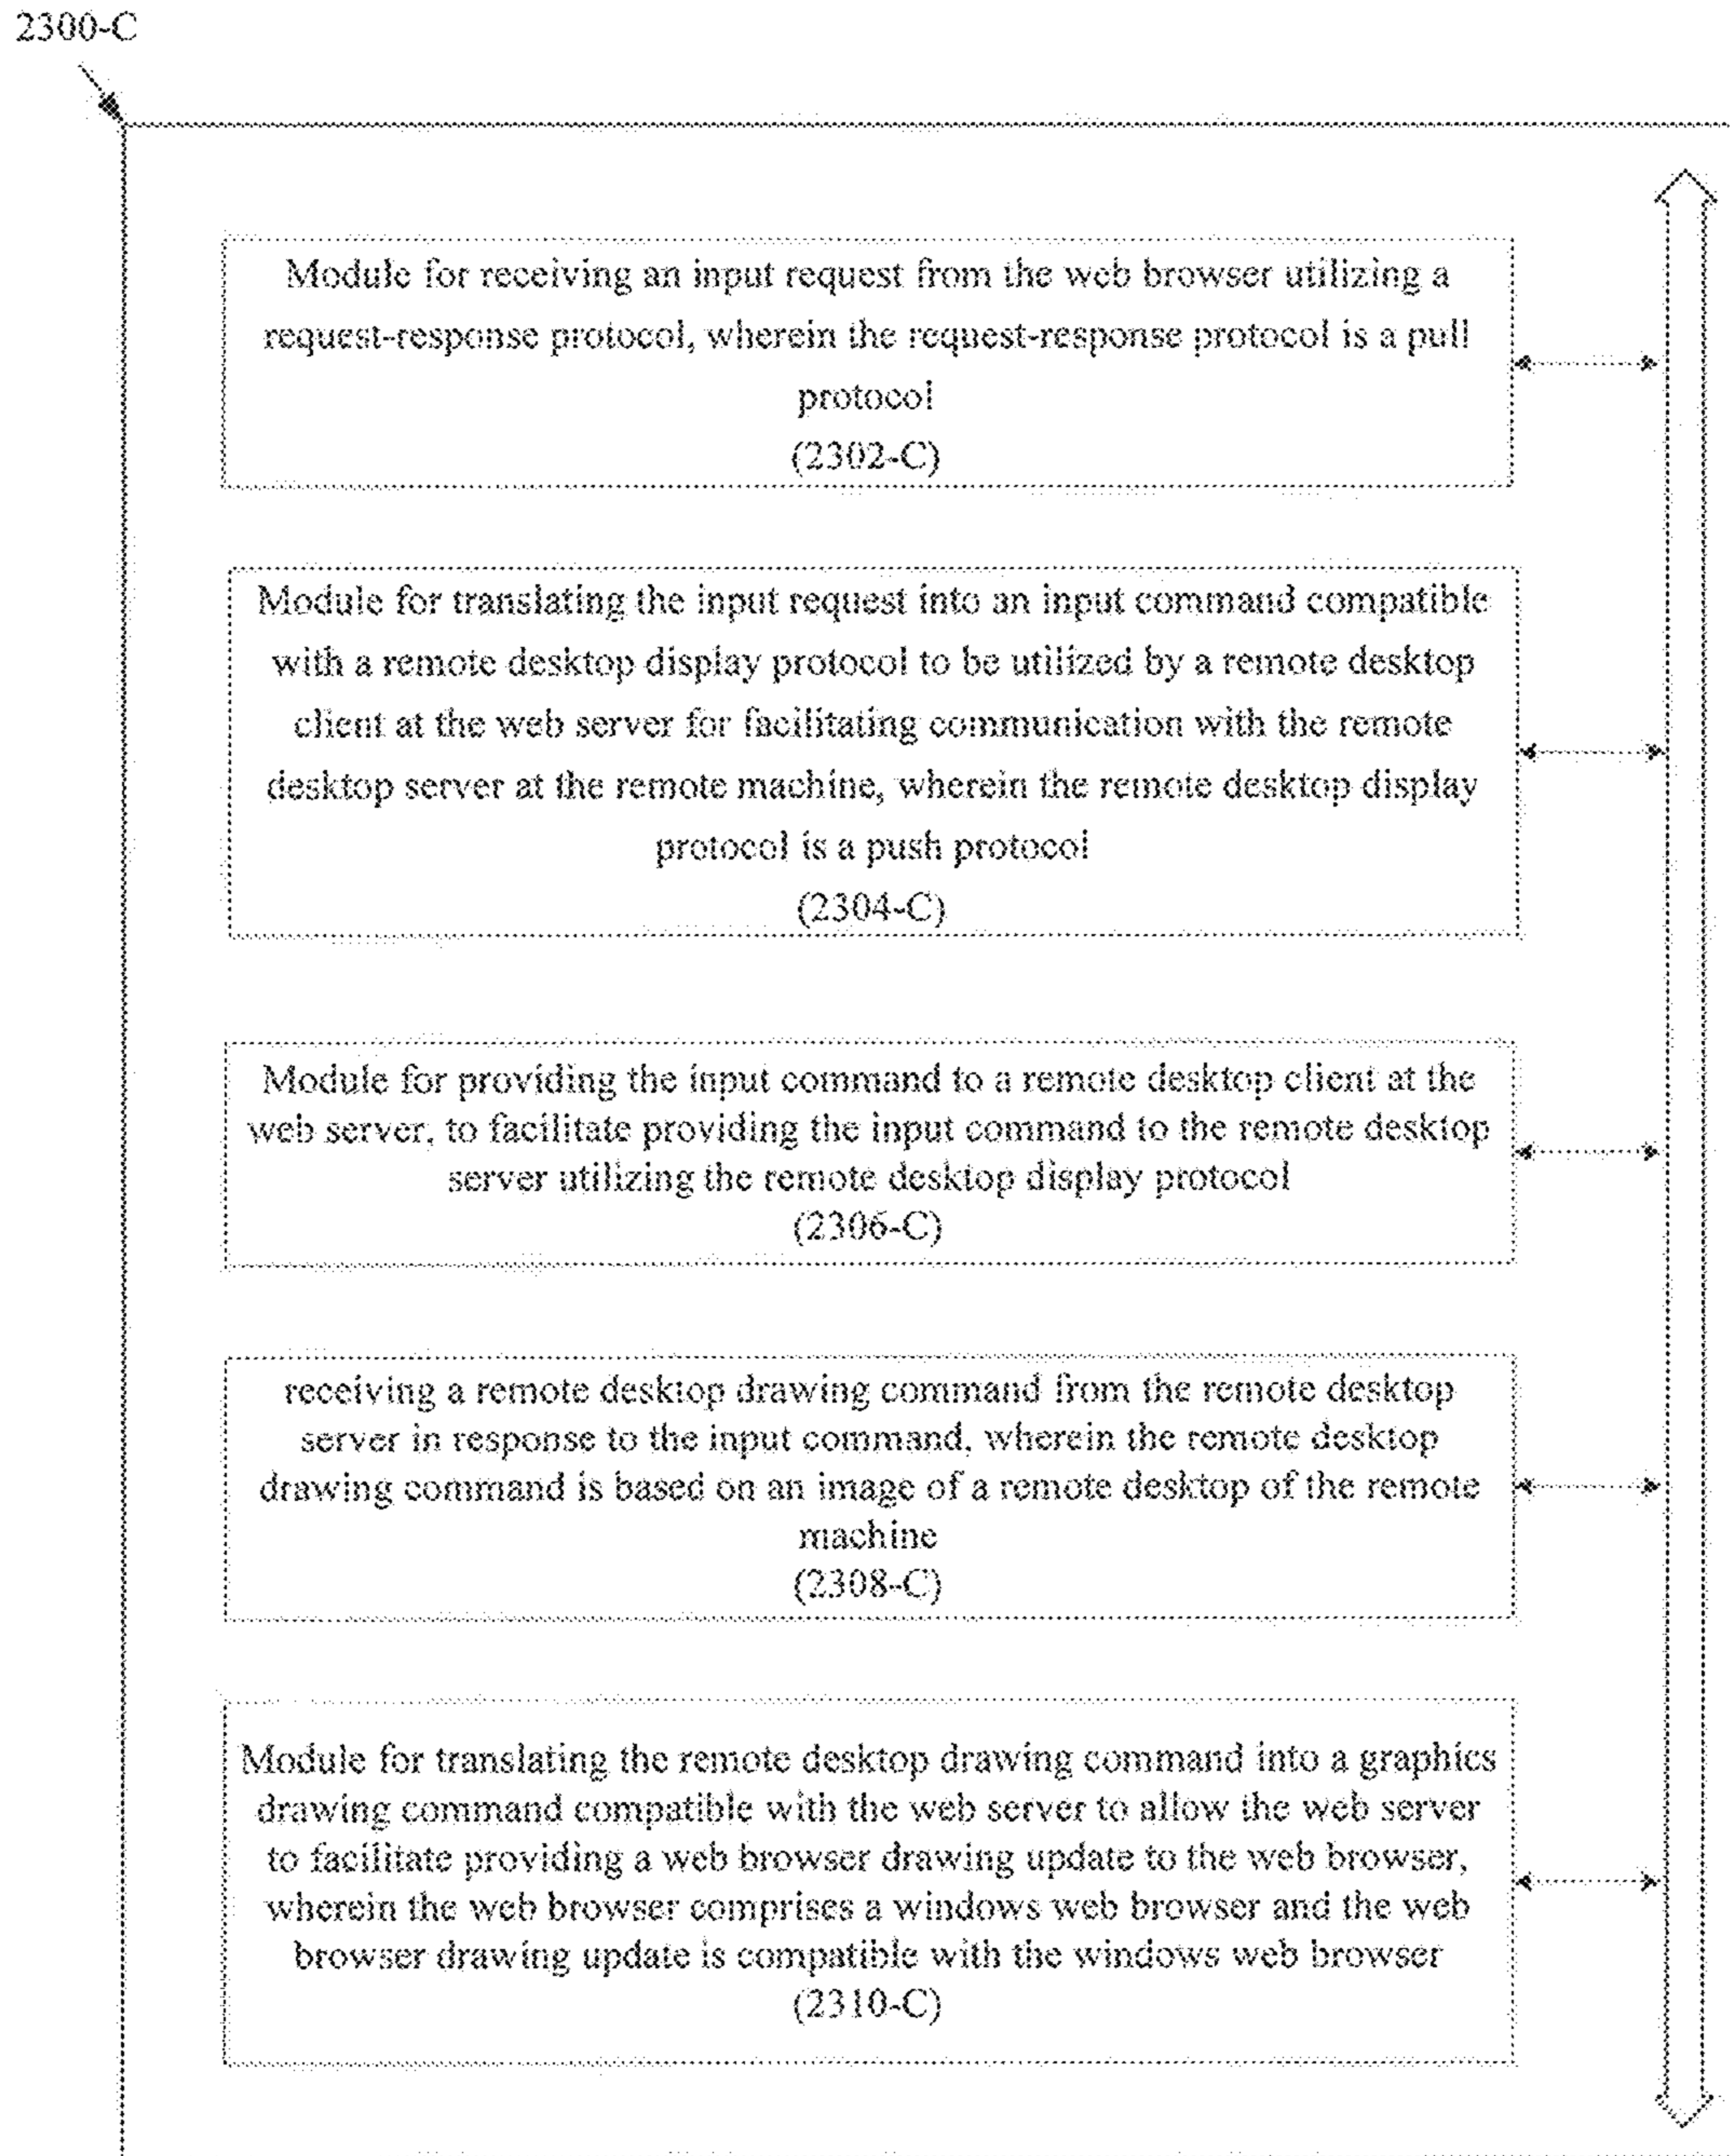 2300-C
Module for receiving an input request from the web browser utilizing a
request-response protocol, wherein the request-response protocol is a pull
protocol
(2302-C)
Module for translating the input request into an input command compatible
with a remote desktop display protocol to be utilized by a remote desktop
client at the web server for facilitating communication with the remote
desktop server at the remote machine, wherein the remote desktop display
protocol is a push protocol
(2304-C)
Module for providing the input command to a remote desktop client at the
web server, to facilitate providing the input command to the remote desktop
server utilizing the remote desktop display protocol
(2306-C)
receiving a remote desktop drawing command from the remote desktop
server in response to the input command, wherein the remote desktop
drawing command is based on an image of a remote desktop of the remote
machine
(2308-C)
Module for translating the remote desktop drawing command into a graphics
drawing command compatible with the web server to allow the web server
to facilitate providing a web browser drawing update to the web browser,
wherein the web browser comprises a windows web browser and the web
browser drawing update is compatible with the windows web browser
(2310-C)